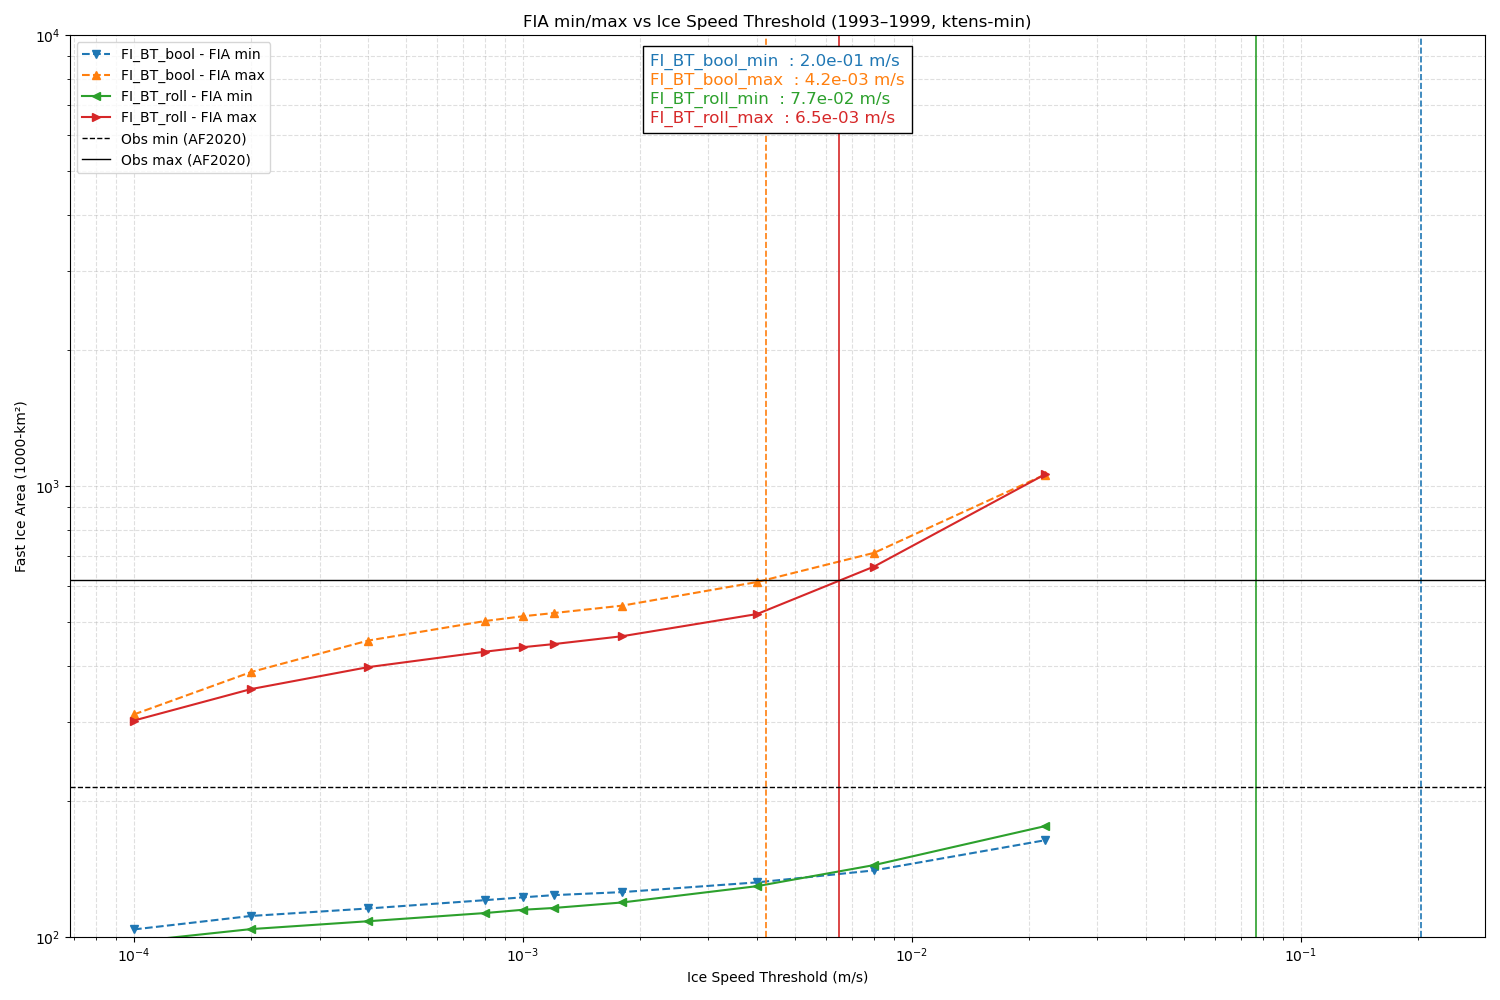 FIA min/max vs Ice Speed Threshold (1993–1999, ktens-min)
FI_BT_bool - FIA min
FI_BT_bool - FIA max
FI_BT_roll - FIA min
FI_BT_roll - FIA max
Obs min (AF2020)
Obs max (AF2020)
FI_BT_bool_min : 2.0e-01 m/s
FI_BT_bool_max : 4.2e-03 m/s
FI_BT_roll_min : 7.7e-02 m/s
FI_BT_roll_max : 6.5e-03 m/s
Fast Ice Area (1000-km²)
10⁴
10³
10²
10⁻⁴ 10⁻³ 10⁻² 10⁻¹
Ice Speed Threshold (m/s)